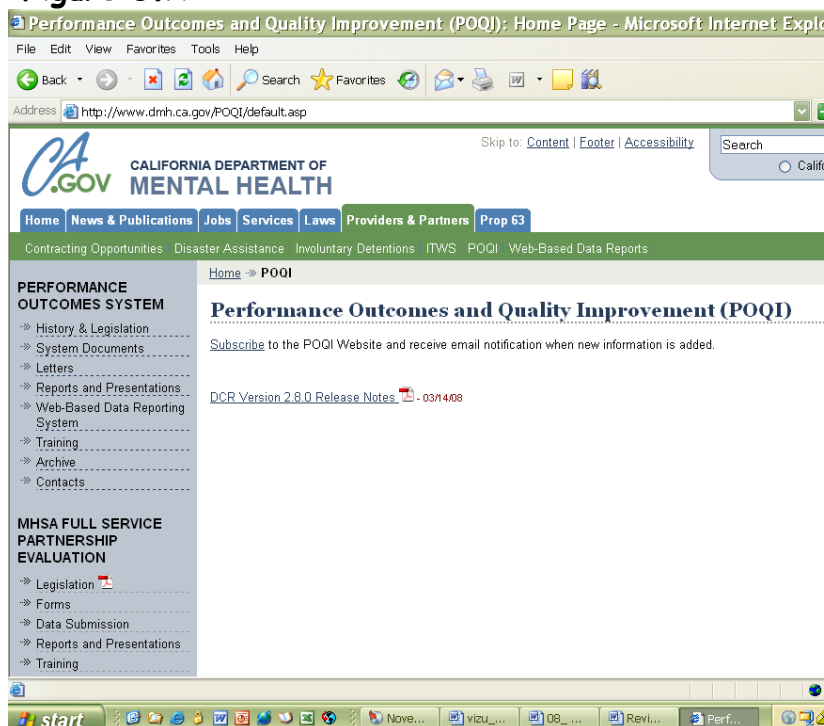 Performance Outcomes and Quality Improvement (POQI): Home Page - Microsoft Internet Explo
File Edit View Favorites Tools Help
Back Search Favorites
Address http://www.dmh.ca.gov/POQI/default.asp
Skip to: Content | Footer | Accessibility
Search
Califo
CA.GOV
CALIFORNIA DEPARTMENT OF
MENTAL HEALTH
Home News & Publications Jobs Services Laws Providers & Partners Prop 63
Contracting Opportunities | Disaster Assistance | Involuntary Detentions | ITWS | POQI | Web-Based Data Reports
Home ·» POQI
PERFORMANCE
OUTCOMES SYSTEM
·» History & Legislation
·» System Documents
·» Letters
·» Reports and Presentations
·» Web-Based Data Reporting
System
·» Training
·» Archive
·» Contacts
MHSA FULL SERVICE
PARTNERSHIP
EVALUATION
·» Legislation
·» Forms
·» Data Submission
·» Reports and Presentations
·» Training
Performance Outcomes and Quality Improvement (POQI)
Subscribe to the POQI Website and receive email notification when new information is added.
DCR Version 2.8.0 Release Notes - 03/14/08
start Nove... vizu_... 08_ ... Revi... Perf...